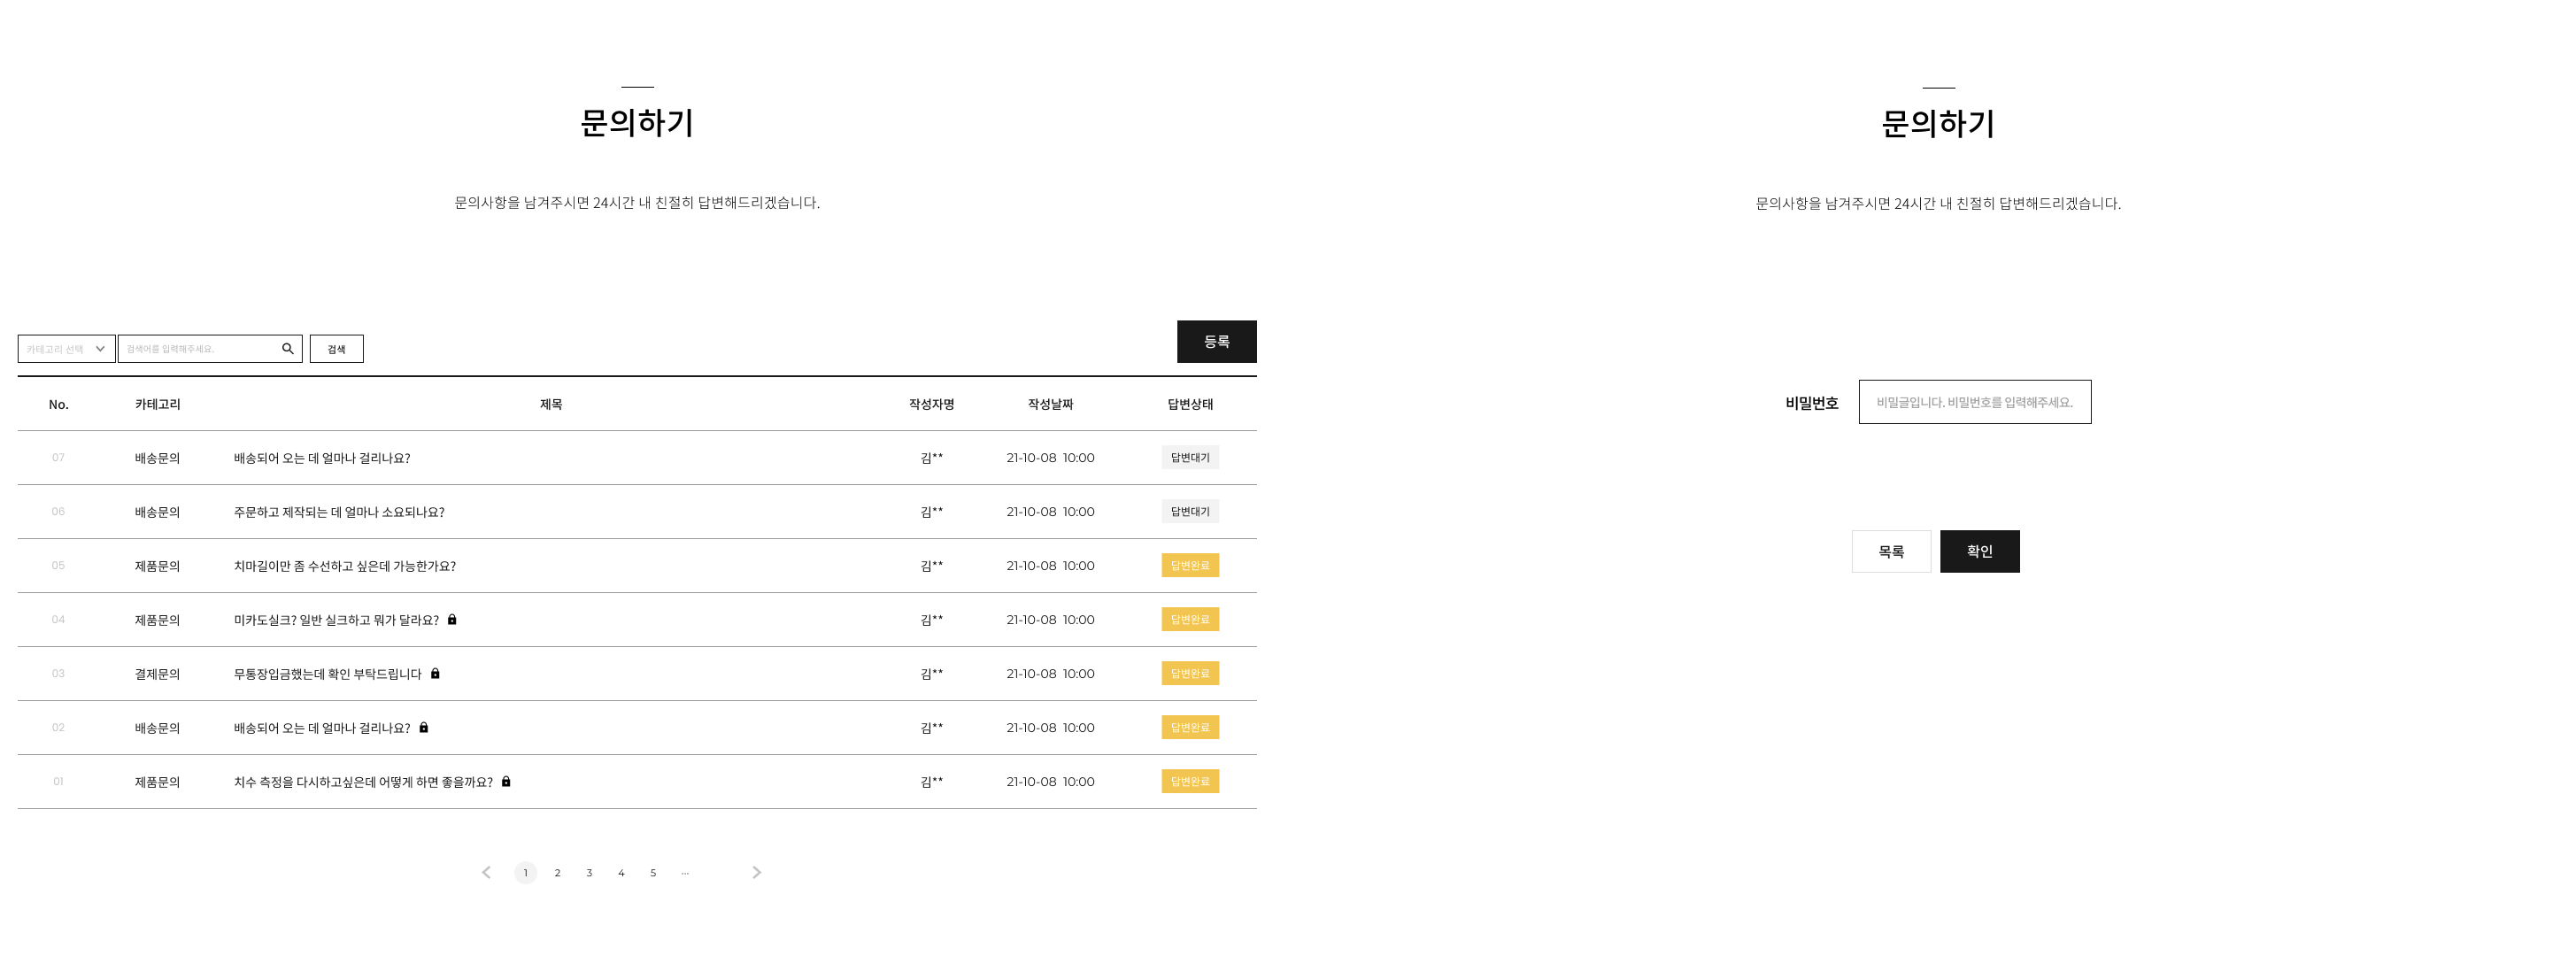 문의하기
문의사항을 남겨주시면 24시간 내 친절히 답변해드리겠습니다.
카테고리 선택 검색어를 입력해주세요. 검색 등록
No. 카테고리 제목 작성자명 작성날짜 답변상태
07 배송문의 배송되어 오는 데 얼마나 걸리나요? 김** 21-10-08 10:00 답변대기
06 배송문의 주문하고 제작되는 데 얼마나 소요되나요? 김** 21-10-08 10:00 답변대기
05 제품문의 치마길이만 좀 수선하고 싶은데 가능한가요? 김** 21-10-08 10:00 답변완료
04 제품문의 미카도실크? 일반 실크하고 뭐가 달라요? 김** 21-10-08 10:00 답변완료
03 결제문의 무통장입금했는데 확인 부탁드립니다 김** 21-10-08 10:00 답변완료
02 배송문의 배송되어 오는 데 얼마나 걸리나요? 김** 21-10-08 10:00 답변완료
01 제품문의 치수 측정을 다시하고싶은데 어떻게 하면 좋을까요? 김** 21-10-08 10:00 답변완료
1 2 3 4 5 ...
문의하기
문의사항을 남겨주시면 24시간 내 친절히 답변해드리겠습니다.
비밀번호 비밀글입니다. 비밀번호를 입력해주세요.
목록 확인